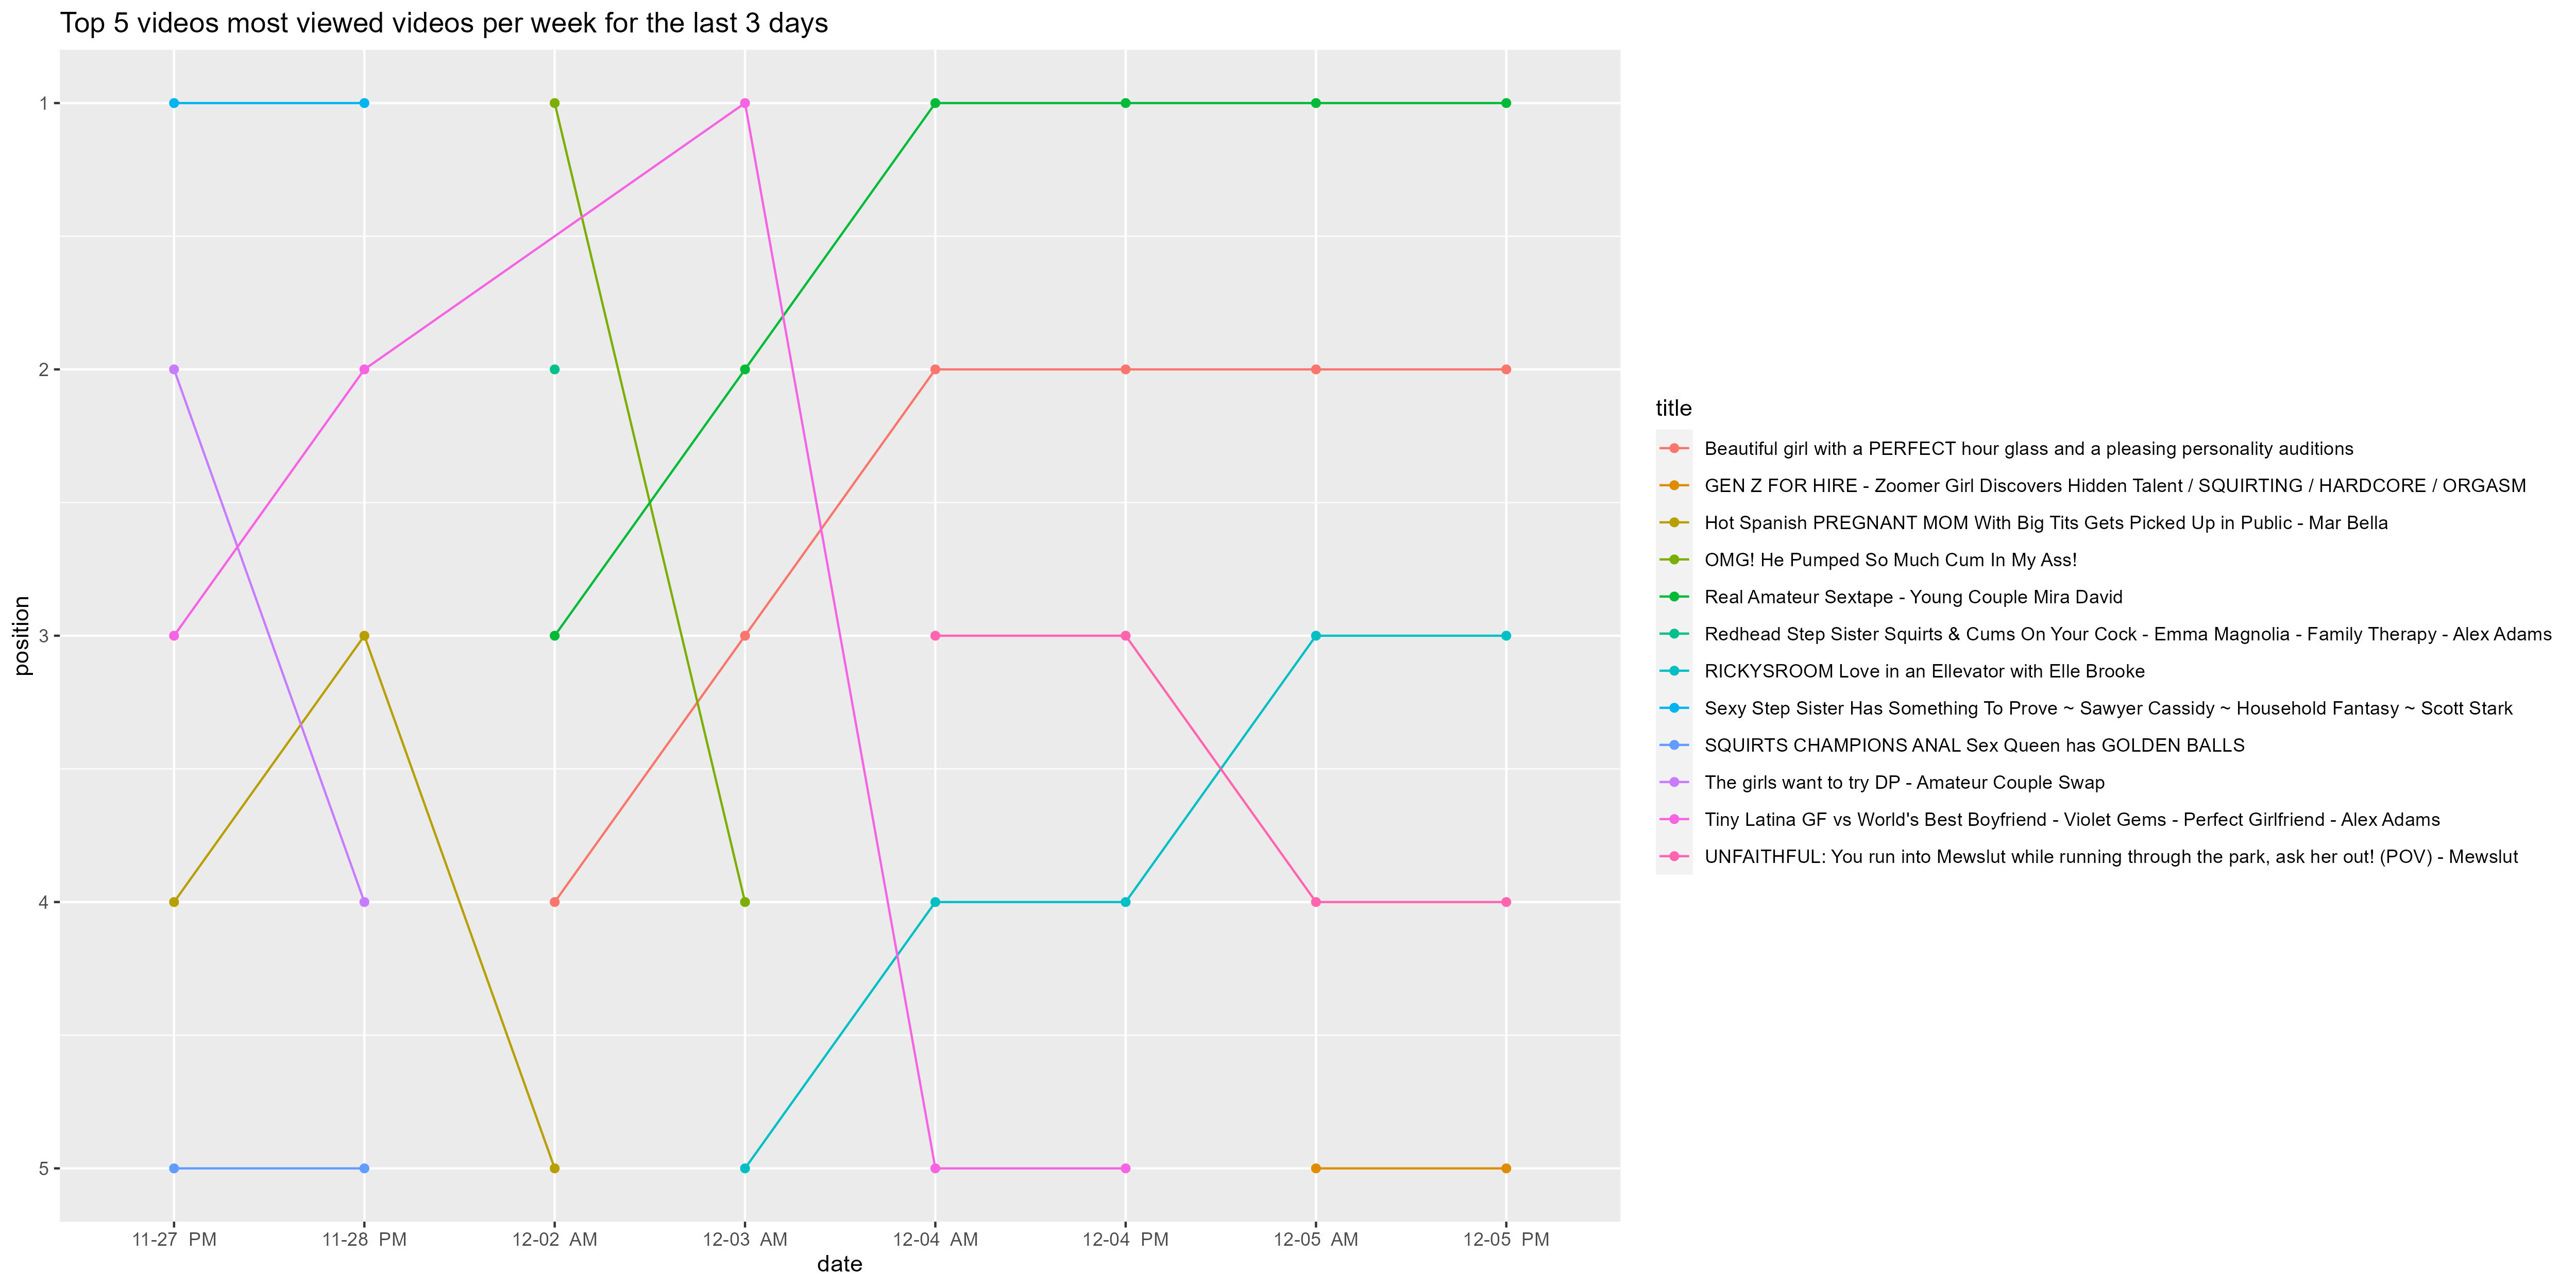 Top 5 videos most viewed videos per week for the last 3 days
position
1
2
3
4
5
11-27  PM
11-28  PM
12-02  AM
12-03  AM
12-04  AM
12-04  PM
12-05  AM
12-05  PM
date
title
Beautiful girl with a PERFECT hour glass and a pleasing personality auditions
GEN Z FOR HIRE - Zoomer Girl Discovers Hidden Talent / SQUIRTING / HARDCORE / ORGASM
Hot Spanish PREGNANT MOM With Big Tits Gets Picked Up in Public - Mar Bella
OMG! He Pumped So Much Cum In My Ass!
Real Amateur Sextape - Young Couple Mira David
Redhead Step Sister Squirts & Cums On Your Cock - Emma Magnolia - Family Therapy - Alex Adams
RICKYSROOM Love in an Ellevator with Elle Brooke
Sexy Step Sister Has Something To Prove ~ Sawyer Cassidy ~ Household Fantasy ~ Scott Stark
SQUIRTS CHAMPIONS ANAL Sex Queen has GOLDEN BALLS
The girls want to try DP - Amateur Couple Swap
Tiny Latina GF vs World's Best Boyfriend - Violet Gems - Perfect Girlfriend - Alex Adams
UNFAITHFUL: You run into Mewslut while running through the park, ask her out! (POV) - Mewslut